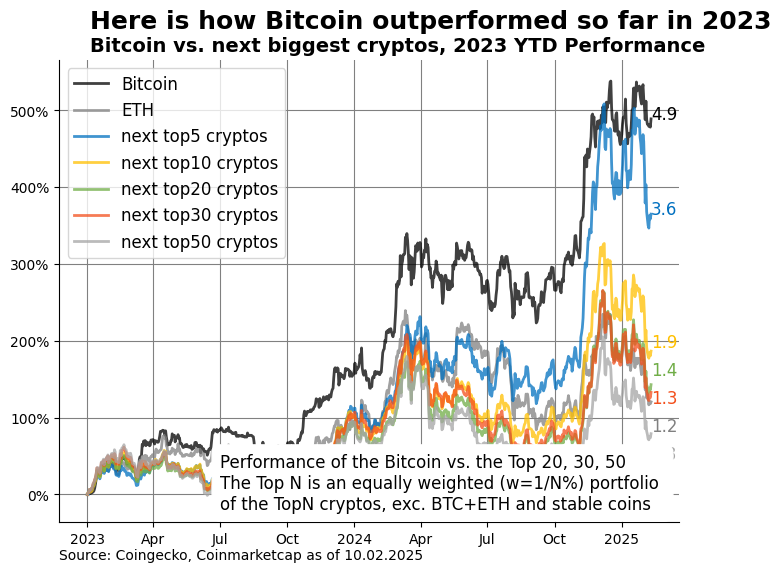 Here is how Bitcoin outperformed so far in 2023
Bitcoin vs. next biggest cryptos, 2023 YTD Performance
Bitcoin
ETH
next top5 cryptos
next top10 cryptos
next top20 cryptos
next top30 cryptos
next top50 cryptos
500%
400%
300%
200%
100%
0%
4.9
3.6
1.9
1.4
1.3
1.2
Performance of the Bitcoin vs. the Top 20, 30, 50
The Top N is an equally weighted (w=1/N%) portfolio
of the TopN cryptos, exc. BTC+ETH and stable coins
2023 Apr Jul Oct 2024 Apr Jul Oct 2025
Source: Coingecko, Coinmarketcap as of 10.02.2025